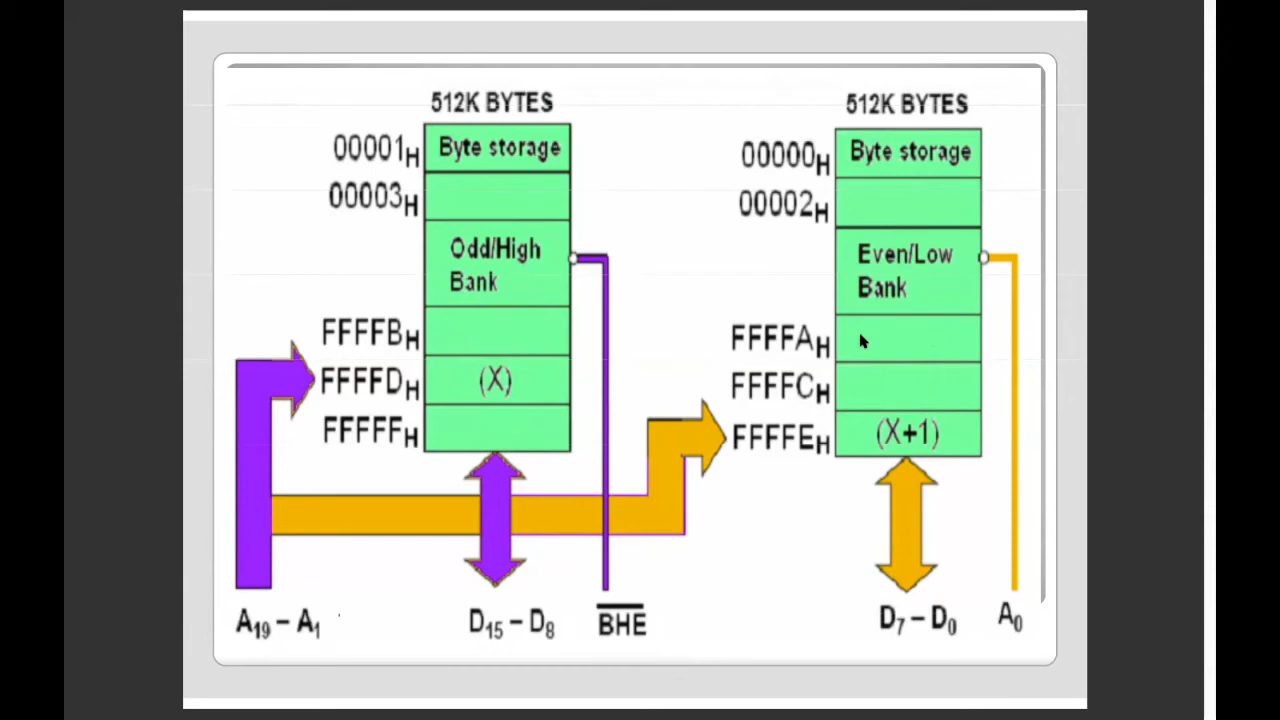 512K BYTES
00001H
Byte storage
00003H
Odd/High
Bank
FFFFBH
FFFFDH
(X)
FFFFFH
A19 – A1
D15 – D8
BHE
512K BYTES
00000H
Byte storage
00002H
Even/Low
Bank
FFFFAH
FFFFCH
FFFFEH
(X+1)
D7 – D0
A0